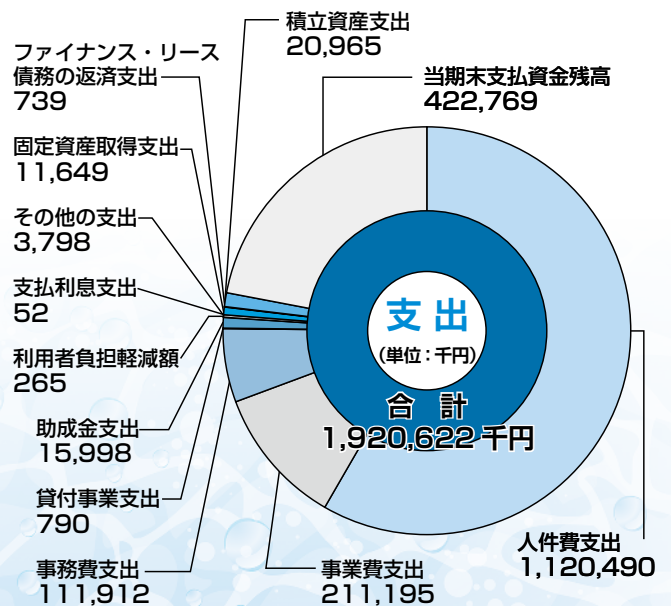 積立資産支出
20,965
ファイナンス・リース
債務の返済支出
739
当期末支払資金残高
422,769
固定資産取得支出
11,649
その他の支出
3,798
支払利息支出
52
利用者負担軽減額
265
助成金支出
15,998
貸付事業支出
790
事務費支出
111,912
事業費支出
211,195
人件費支出
1,120,490
支出
(単位:千円)
合 計
1,920,622 千円